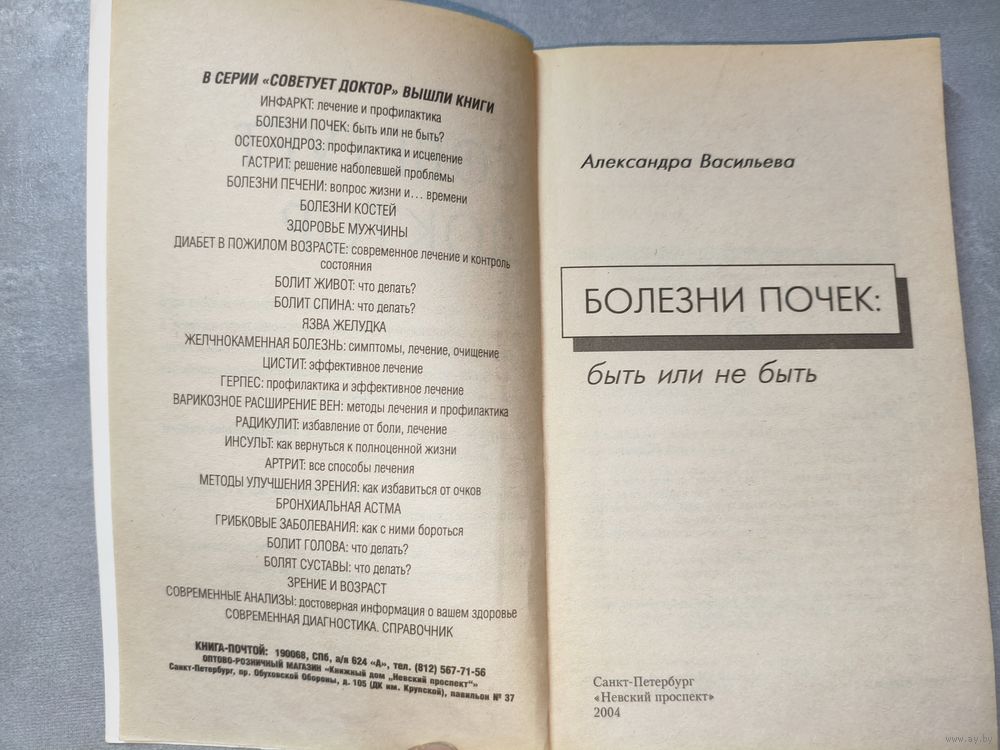 В СЕРИИ «СОВЕТУЕТ ДОКТОР» ВЫШЛИ КНИГИ
ИНФАРКТ: лечение и профилактика
БОЛЕЗНИ ПОЧЕК: быть или не быть?
ОСТЕОХОНДРОЗ: профилактика и исцеление
ГАСТРИТ: решение наболевшей проблемы
БОЛЕЗНИ ПЕЧЕНИ: вопрос жизни и... времени
БОЛЕЗНИ КОСТЕЙ
ЗДОРОВЬЕ МУЖЧИНЫ
ДИАБЕТ В ПОЖИЛОМ ВОЗРАСТЕ: современное лечение и контроль
состояния
БОЛИТ ЖИВОТ: что делать?
БОЛИТ СПИНА: что делать?
ЯЗВА ЖЕЛУДКА
ЖЕЛЧНОКАМЕННАЯ БОЛЕЗНЬ: симптомы, лечение, очищение
ЦИСТИТ: эффективное лечение
ГЕРПЕС: профилактика и эффективное лечение
ВАРИКОЗНОЕ РАСШИРЕНИЕ ВЕН: методы лечения и профилактика
РАДИКУЛИТ: избавление от боли, лечение
ИНСУЛЬТ: как вернуться к полноценной жизни
АРТРИТ: все способы лечения
МЕТОДЫ УЛУЧШЕНИЯ ЗРЕНИЯ: как избавиться от очков
БРОНХИАЛЬНАЯ АСТМА
ГРИБКОВЫЕ ЗАБОЛЕВАНИЯ: как с ними бороться
БОЛИТ ГОЛОВА: что делать?
БОЛЯТ СУСТАВЫ: что делать?
ЗРЕНИЕ И ВОЗРАСТ
СОВРЕМЕННЫЕ АНАЛИЗЫ: достоверная информация о вашем здоровье
СОВРЕМЕННАЯ ДИАГНОСТИКА. СПРАВОЧНИК
КНИГА-ПОЧТОЙ: 190068, СПб, а/я 624 «А», тел. (812) 567-71-56
ОПТОВО-РОЗНИЧНЫЙ МАГАЗИН «Книжный дом „Невский проспект“»
Санкт-Петербург, пр. Обуховской Обороны, д. 105 (ДК им. Крупской), павильон № 37
Александра Васильева
БОЛЕЗНИ ПОЧЕК:
быть или не быть
Санкт-Петербург
«Невский проспект»
2004
www.ay.by